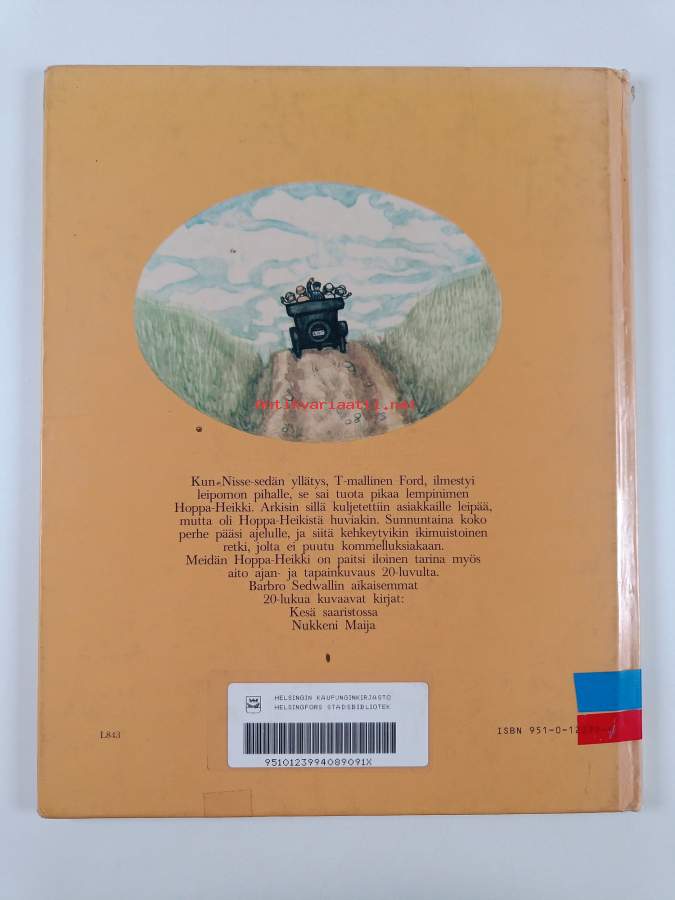 Antikvariaatti.net
Kun Nisse-sedän yllätys, T-mallinen Ford, ilmestyi
leipomon pihalle, se sai tuota pikaa lempinimen
Hoppa-Heikki. Arkisin sillä kuljetettiin asiakkaille leipää,
mutta oli Hoppa-Heikistä huviakin. Sunnuntaina koko
perhe pääsi ajelulle, ja siitä kehkeytyikin ikimuistoinen
retki, jolta ei puutu kommelluksiakaan.
Meidän Hoppa-Heikki on paitsi iloinen tarina myös
aito ajan- ja tapainkuvaus 20-luvulta.
Barbro Sedwallin aikaisemmat
20-lukua kuvaavat kirjat:
Kesä saaristossa
Nukkeni Maija
HELSINGIN KAUPUNGINKIRJASTO
HELSINGFORS STADSBIBLIOTEK
9510123994089091X
L843
ISBN 951-0-12